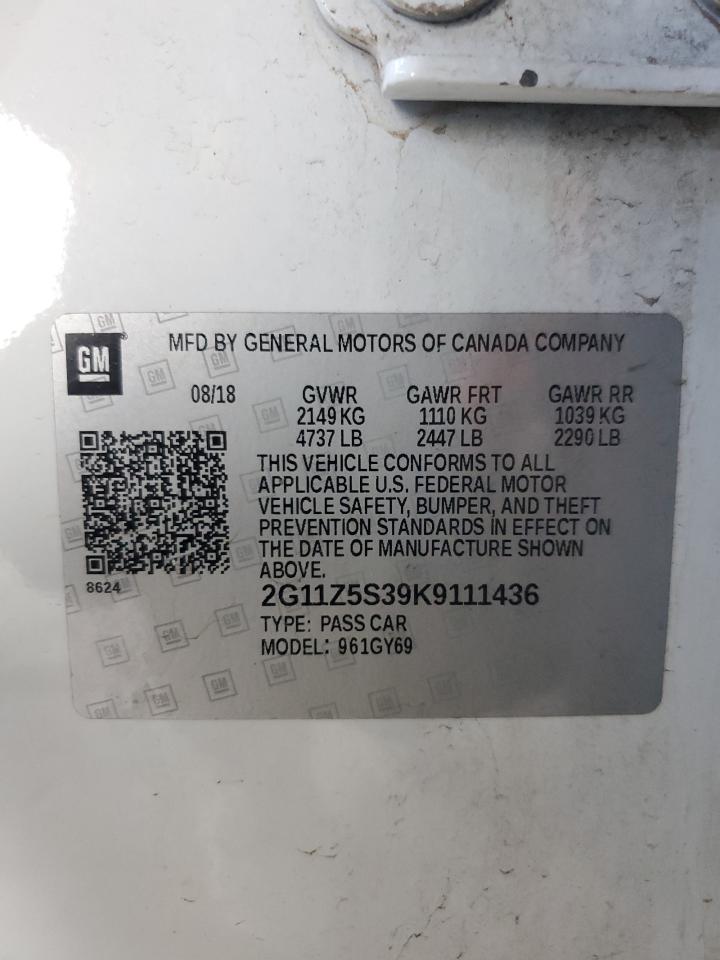 GM
MFD BY GENERAL MOTORS OF CANADA COMPANY
08/18 GVWR GAWR FRT GAWR RR
2149 KG 1110 KG 1039 KG
4737 LB 2447 LB 2290 LB
THIS VEHICLE CONFORMS TO ALL
APPLICABLE U.S. FEDERAL MOTOR
VEHICLE SAFETY, BUMPER, AND THEFT
PREVENTION STANDARDS IN EFFECT ON
THE DATE OF MANUFACTURE SHOWN
ABOVE.
8624
2G11Z5S39K9111436
TYPE: PASS CAR
MODEL: 961GY69